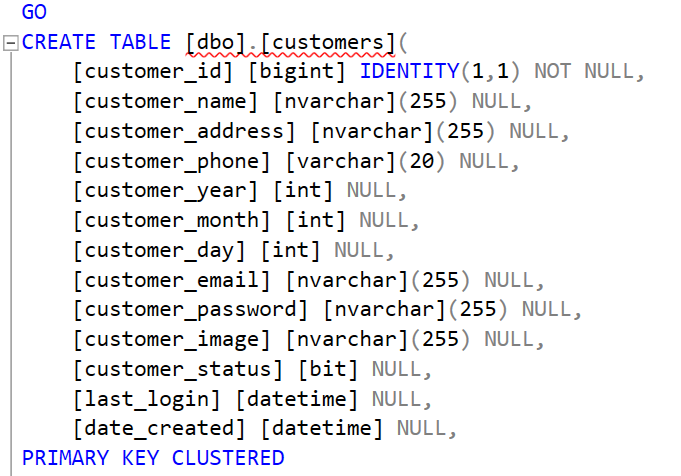 GO
CREATE TABLE [dbo].[customers](
[customer_id] [bigint] IDENTITY(1,1) NOT NULL,
[customer_name] [nvarchar](255) NULL,
[customer_address] [nvarchar](255) NULL,
[customer_phone] [varchar](20) NULL,
[customer_year] [int] NULL,
[customer_month] [int] NULL,
[customer_day] [int] NULL,
[customer_email] [nvarchar](255) NULL,
[customer_password] [nvarchar](255) NULL,
[customer_image] [nvarchar](255) NULL,
[customer_status] [bit] NULL,
[last_login] [datetime] NULL,
[date_created] [datetime] NULL,
PRIMARY KEY CLUSTERED